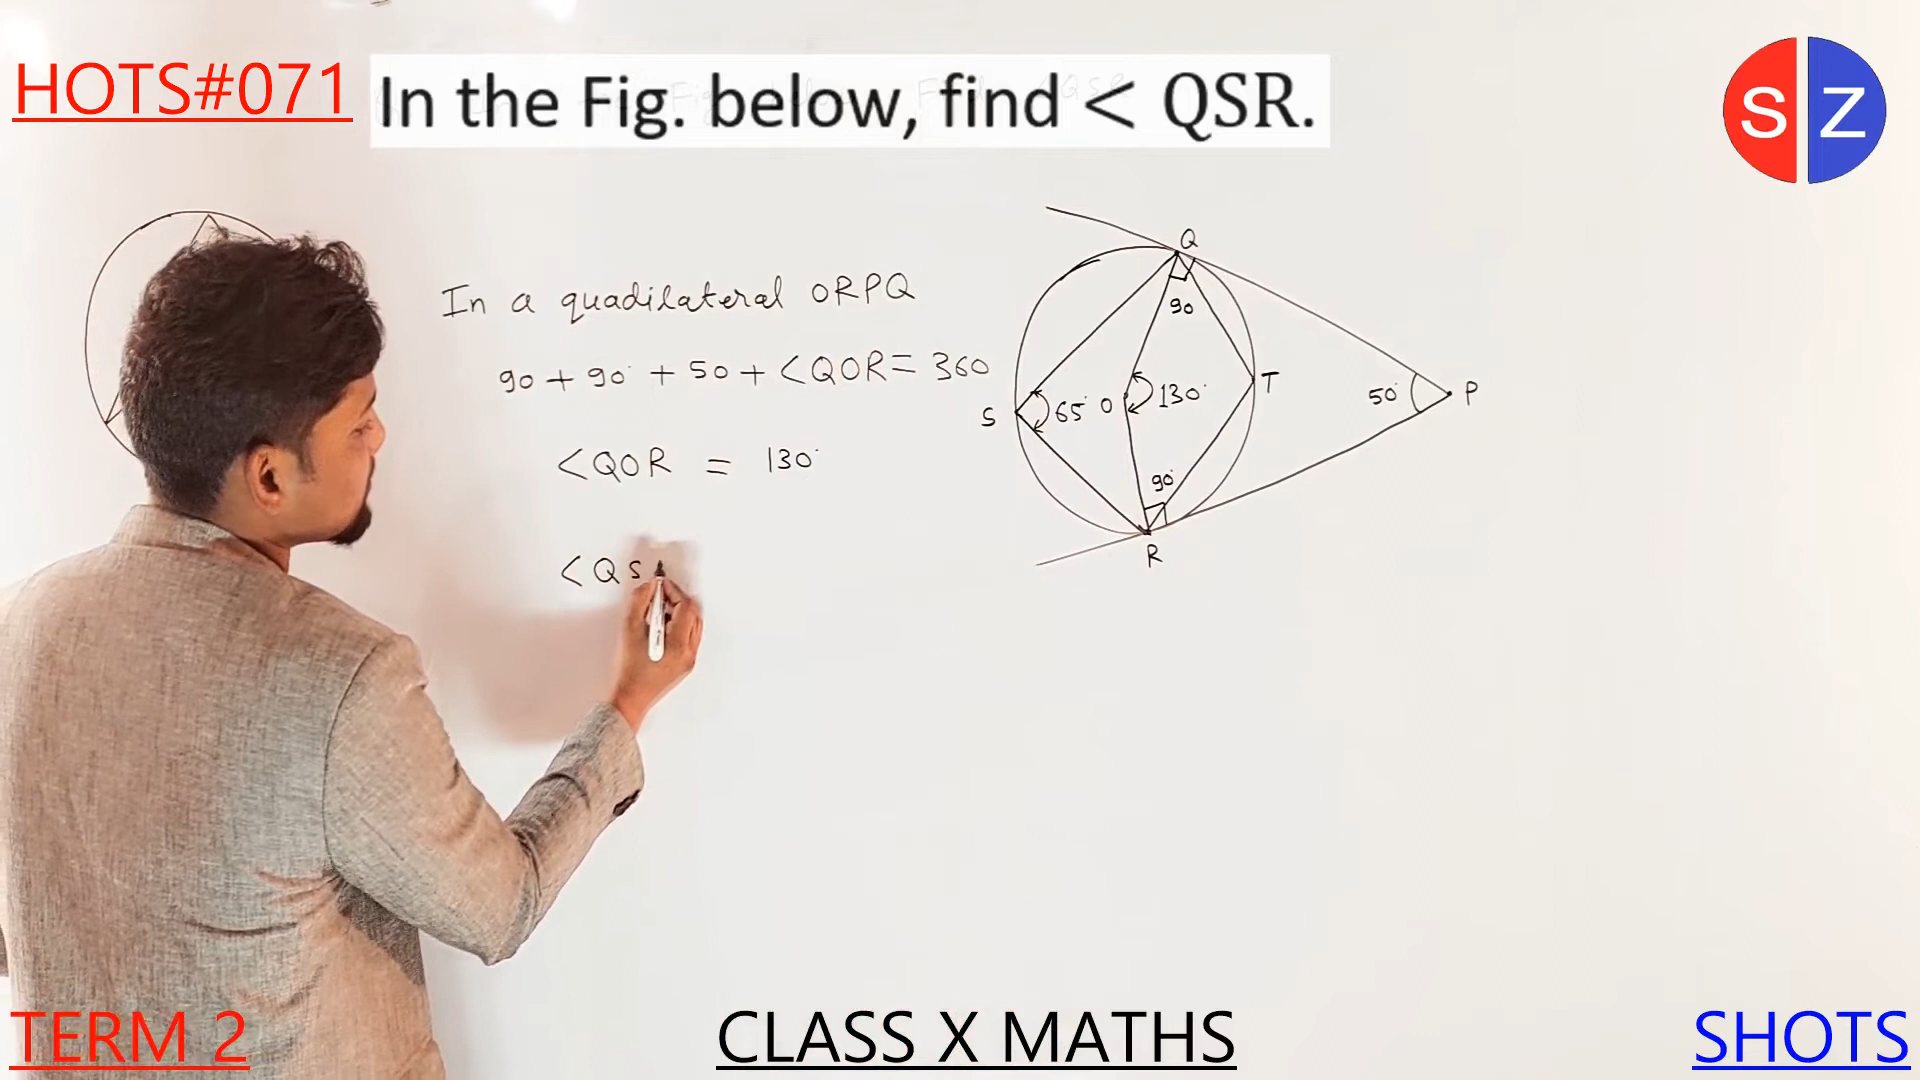 HOTS#071
In the Fig. below, find < QSR.
S Z
In a quadilateral ORPQ
90 + 90° + 50 + <QOR = 360
<QOR = 130°
<QS
Q
90
T
S 65° O 130°
50° P
90°
R
TERM 2
CLASS X MATHS
SHOTS